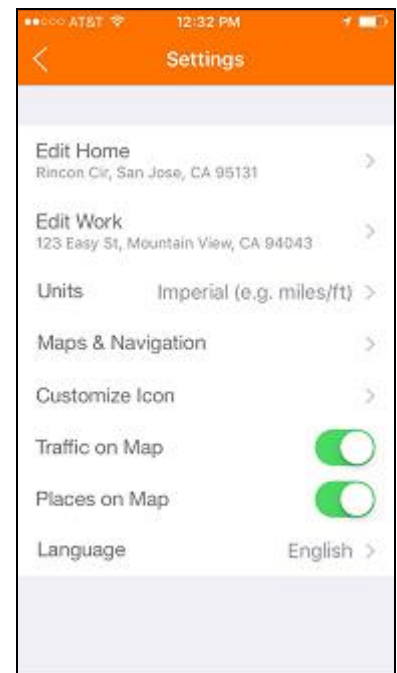 AT&T 12:32 PM
Settings
Edit Home
Rincon Cir, San Jose, CA 95131
Edit Work
123 Easy St, Mountain View, CA 94043
Units Imperial (e.g. miles/ft)
Maps & Navigation
Customize Icon
Traffic on Map
Places on Map
Language English